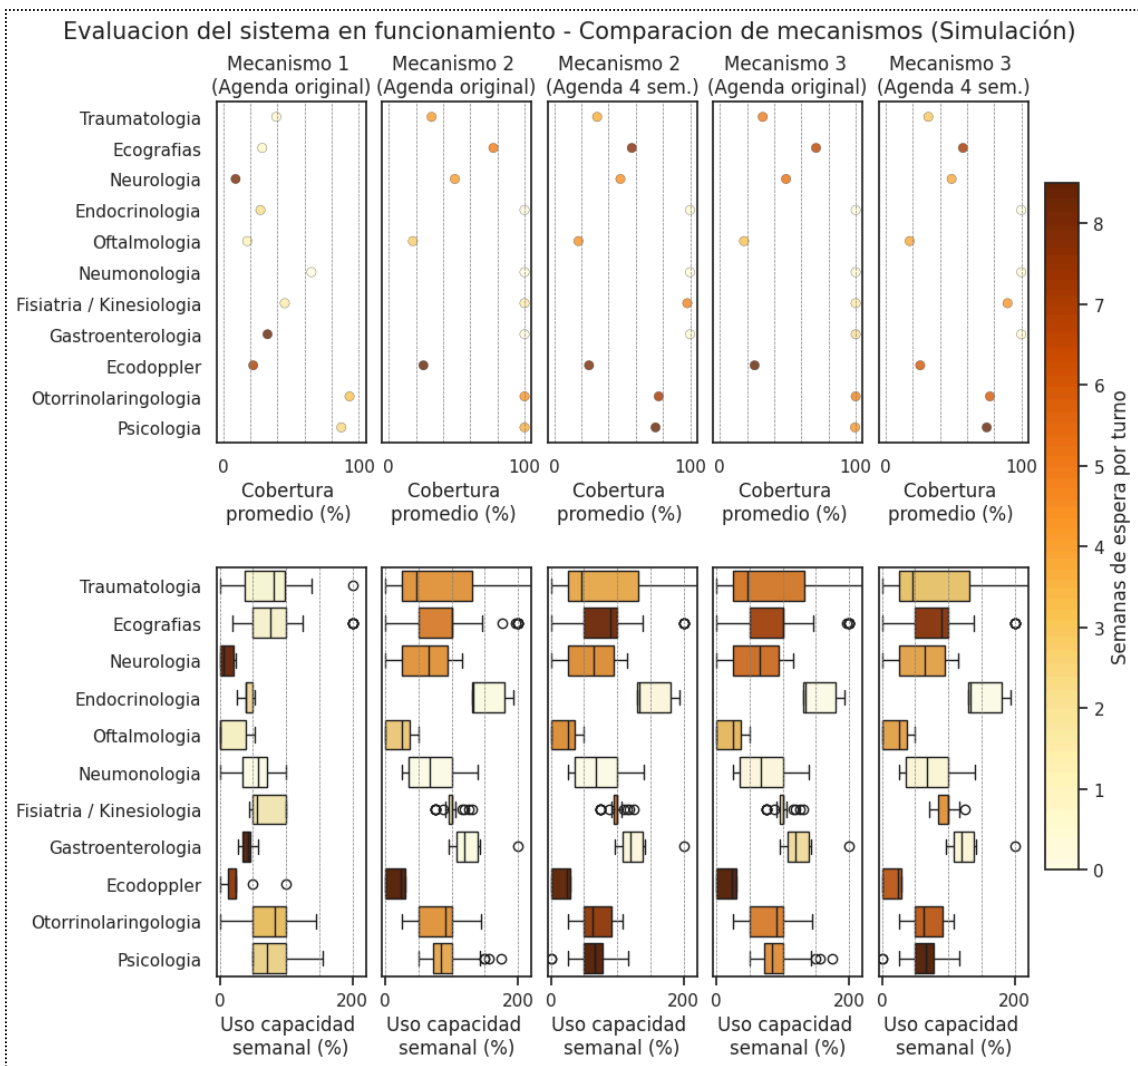 Evaluacion del sistema en funcionamiento - Comparacion de mecanismos (Simulación)
Mecanismo 1
(Agenda original)
Mecanismo 2
(Agenda original)
Mecanismo 2
(Agenda 4 sem.)
Mecanismo 3
(Agenda original)
Mecanismo 3
(Agenda 4 sem.)
Traumatologia
Ecografias
Neurologia
Endocrinologia
Oftalmologia
Neumonologia
Fisiatria / Kinesiologia
Gastroenterologia
Ecodoppler
Otorrinolaringologia
Psicologia
0 100
0 100
0 100
0 100
0 100
Cobertura
promedio (%)
Cobertura
promedio (%)
Cobertura
promedio (%)
Cobertura
promedio (%)
Cobertura
promedio (%)
Traumatologia
Ecografias
Neurologia
Endocrinologia
Oftalmologia
Neumonologia
Fisiatria / Kinesiologia
Gastroenterologia
Ecodoppler
Otorrinolaringologia
Psicologia
0 200
0 200
0 200
0 200
0 200
Uso capacidad
semanal (%)
Uso capacidad
semanal (%)
Uso capacidad
semanal (%)
Uso capacidad
semanal (%)
Uso capacidad
semanal (%)
8
7
6
5
4
3
2
1
0
Semanas de espera por turno